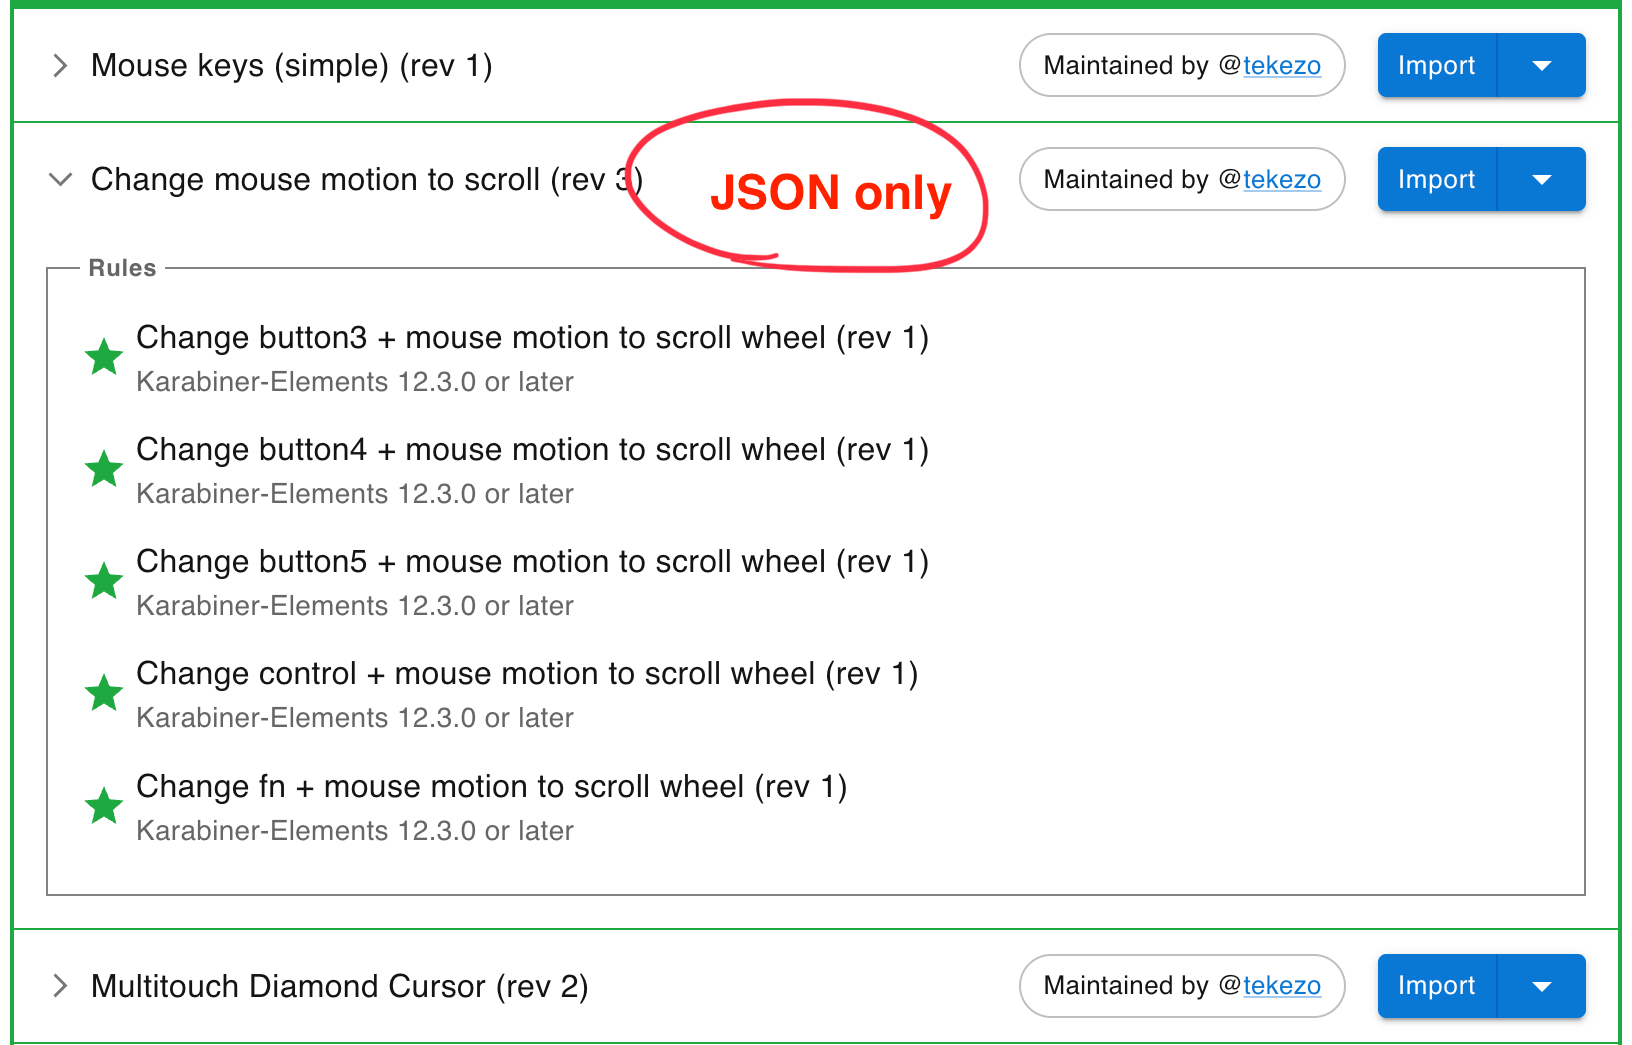 Mouse keys (simple) (rev 1)
Maintained by @tekezo
Import
Change mouse motion to scroll (rev 3)
JSON only
Maintained by @tekezo
Import
Rules
Change button3 + mouse motion to scroll wheel (rev 1)
Karabiner-Elements 12.3.0 or later
Change button4 + mouse motion to scroll wheel (rev 1)
Karabiner-Elements 12.3.0 or later
Change button5 + mouse motion to scroll wheel (rev 1)
Karabiner-Elements 12.3.0 or later
Change control + mouse motion to scroll wheel (rev 1)
Karabiner-Elements 12.3.0 or later
Change fn + mouse motion to scroll wheel (rev 1)
Karabiner-Elements 12.3.0 or later
Multitouch Diamond Cursor (rev 2)
Maintained by @tekezo
Import